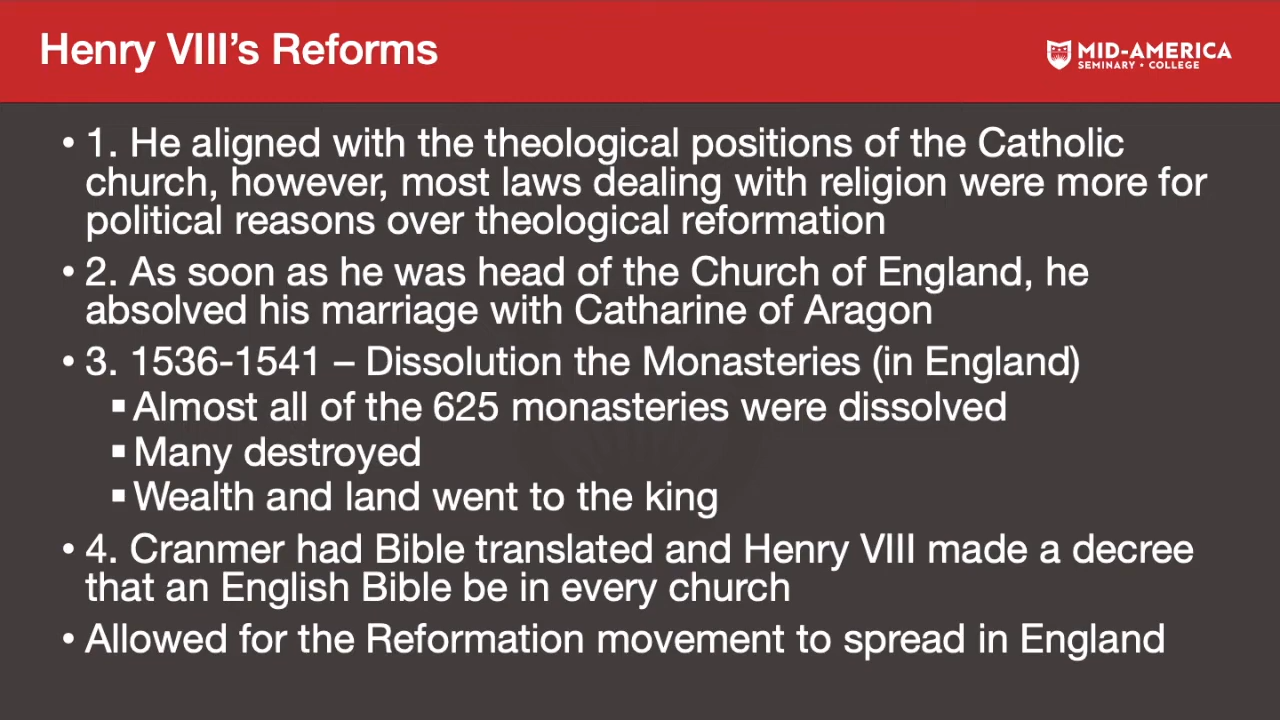 Henry VIII’s Reforms
MID-AMERICA
SEMINARY • COLLEGE
• 1. He aligned with the theological positions of the Catholic
church, however, most laws dealing with religion were more for
political reasons over theological reformation
• 2. As soon as he was head of the Church of England, he
absolved his marriage with Catharine of Aragon
• 3. 1536-1541 – Dissolution the Monasteries (in England)
▪ Almost all of the 625 monasteries were dissolved
▪ Many destroyed
▪ Wealth and land went to the king
• 4. Cranmer had Bible translated and Henry VIII made a decree
that an English Bible be in every church
• Allowed for the Reformation movement to spread in England